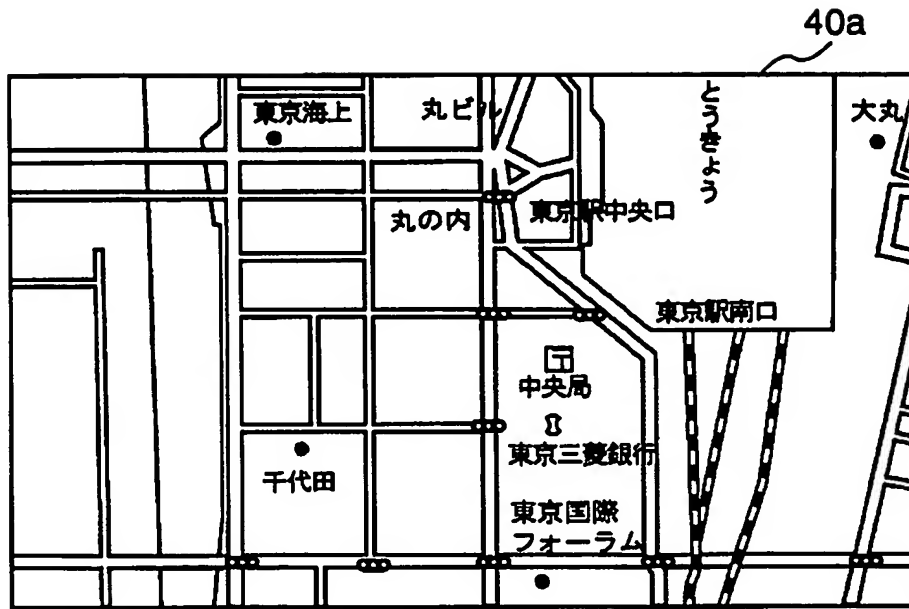 40a
東京海上
丸ビル
とうきょう
大丸
丸の内
東京駅中央口
東京駅南口
中央局
東京三菱銀行
千代田
東京国際
フォーラム